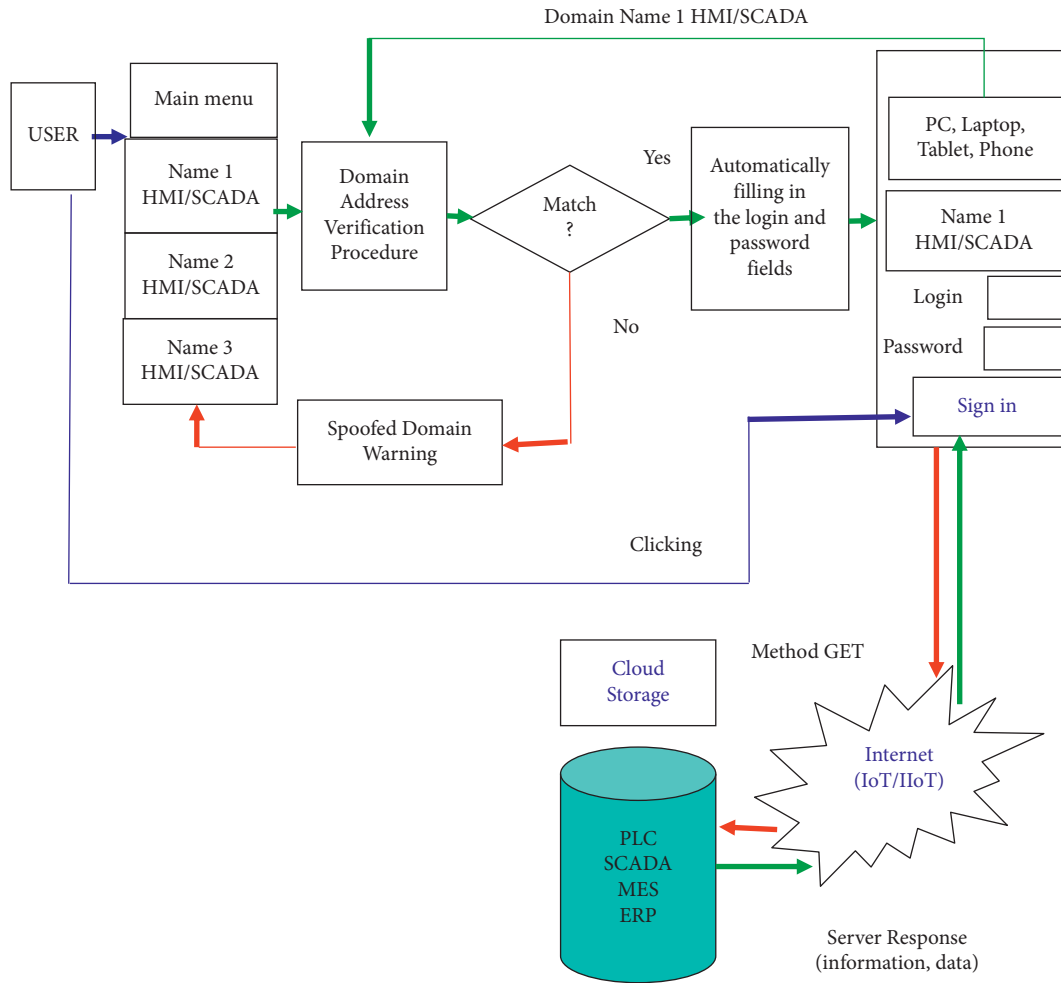 Domain Name 1 HMI/SCADA
USER
Main menu
Name 1
HMI/SCADA
Name 2
HMI/SCADA
Name 3
HMI/SCADA
Domain
Address
Verification
Procedure
Match
?
Yes
No
Automatically
filling in
the login and
password
fields
PC, Laptop,
Tablet, Phone
Name 1
HMI/SCADA
Login
Password
Sign in
Spoofed Domain
Warning
Clicking
Method GET
Cloud
Storage
Internet
(IoT/IIoT)
PLC
SCADA
MES
ERP
Server Response
(information, data)